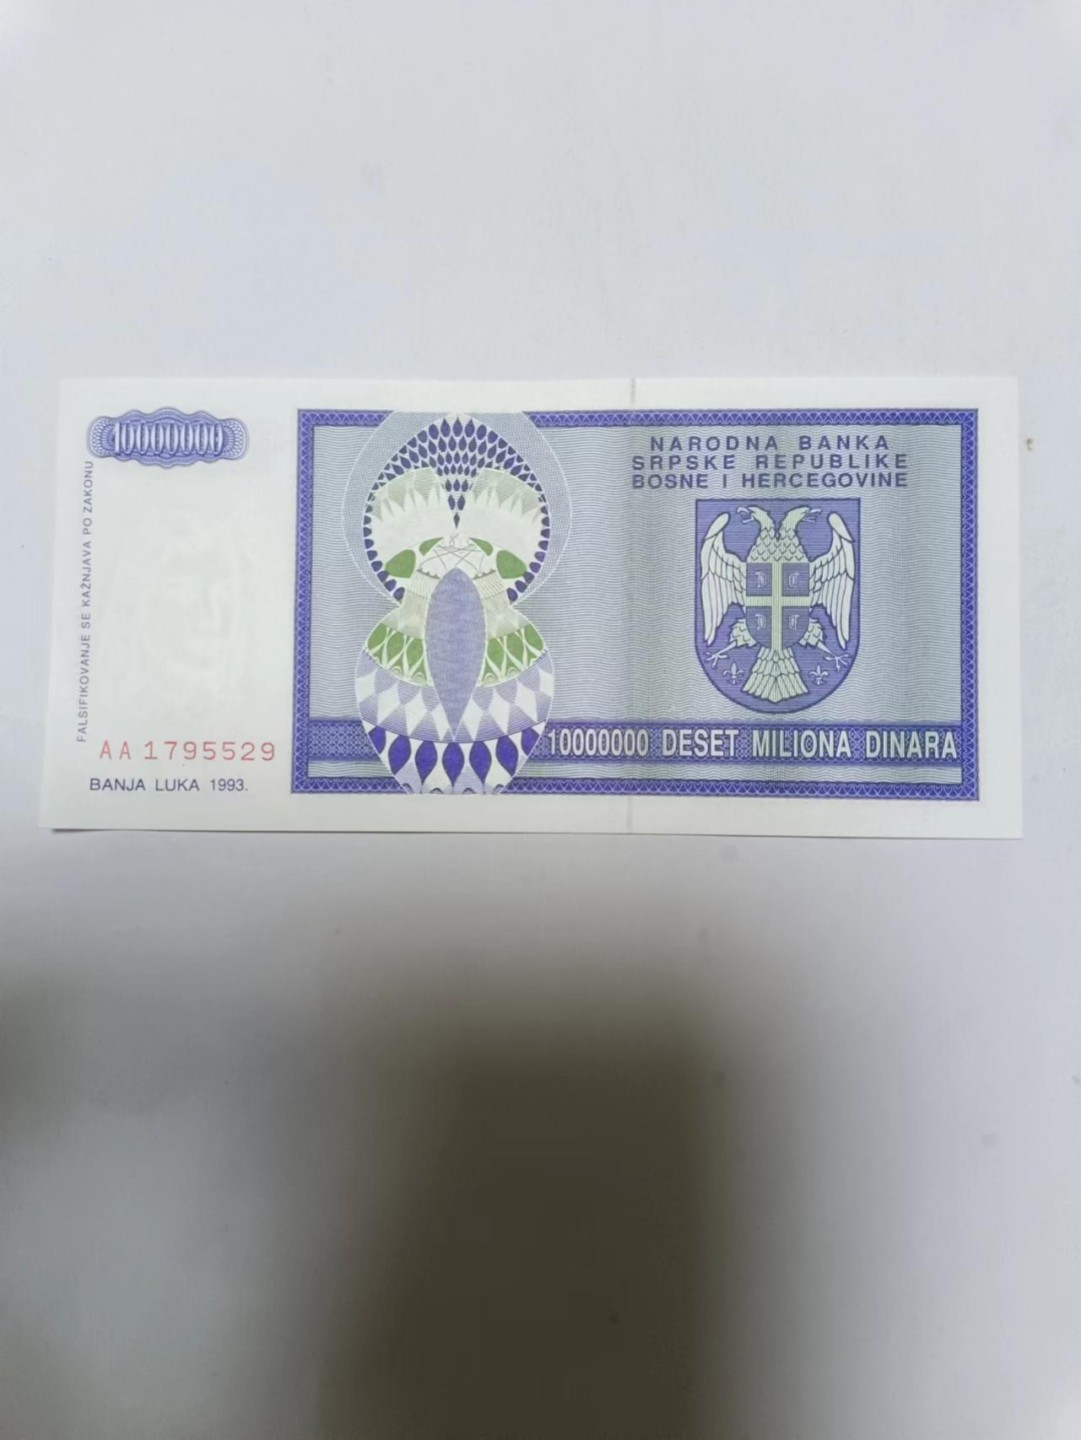 10000000
FALSIFIKOVANJE SE KAŽNJAVA PO ZAKONU
NARODNA BANKA
SRPSKE REPUBLIKE
BOSNE I HERCEGOVINE
10000000 DESET MILIONA DINARA
AA 1795529
BANJA LUKA 1993.